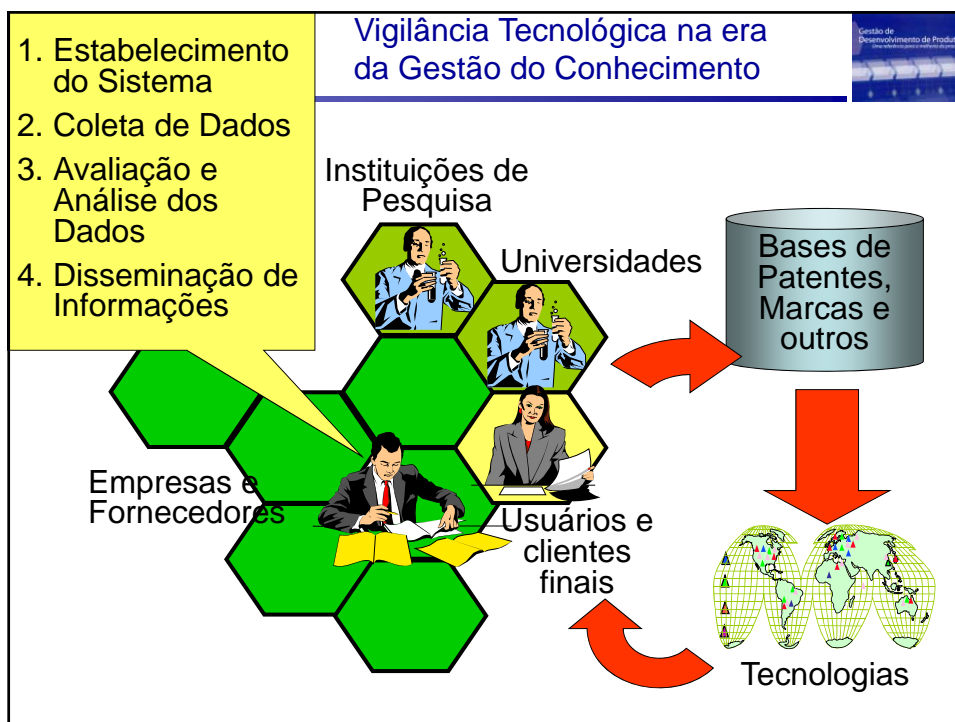 1. Estabelecimento
do Sistema
2. Coleta de Dados
3. Avaliação e
Análise dos
Dados
4. Disseminação de
Informações
Vigilância Tecnológica na era
da Gestão do Conhecimento
Gestão de
Desenvolvimento de Produt
Instituições de
Pesquisa
Universidades
Bases de
Patentes,
Marcas e
outros
Empresas e
Fornecedores
Usuários e
clientes
finais
Tecnologias